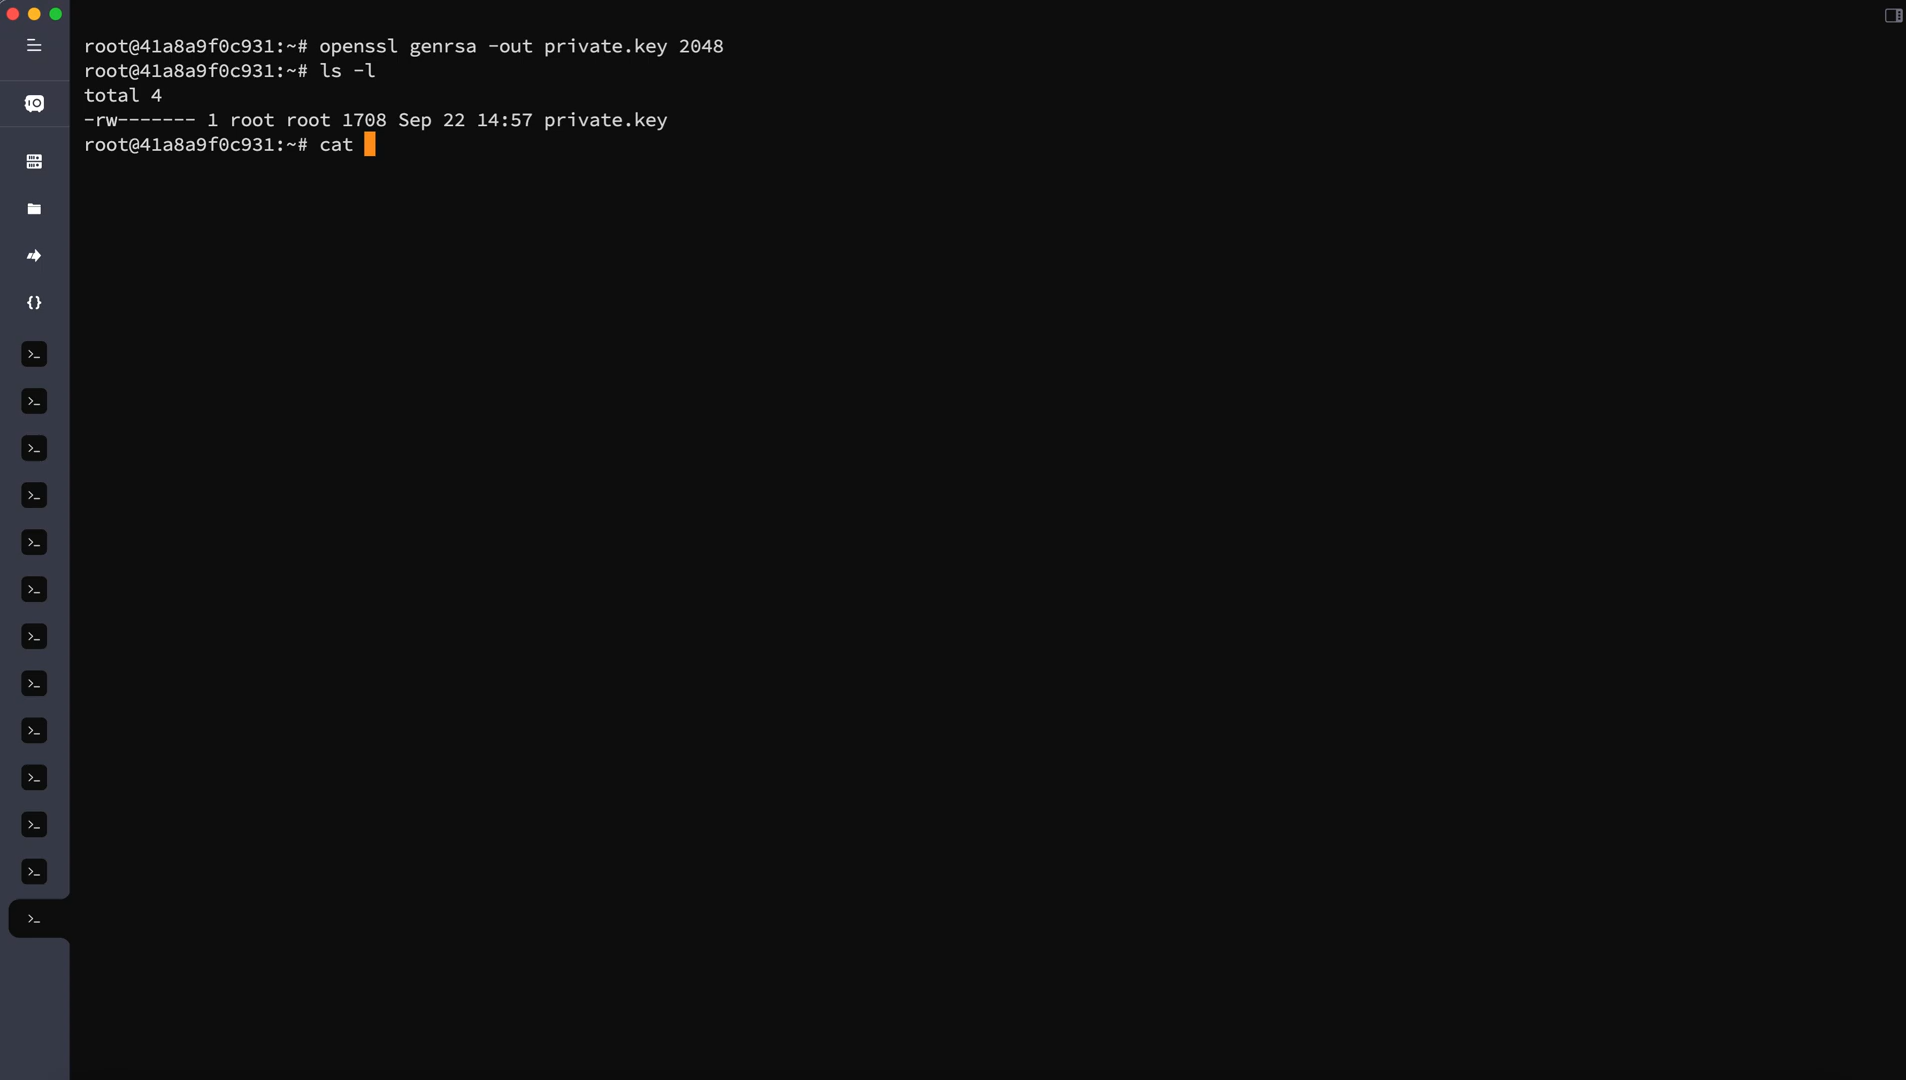 root@41a8a9f0c931:~# openssl genrsa -out private.key 2048
root@41a8a9f0c931:~# ls -l
total 4
-rw------- 1 root root 1708 Sep 22 14:57 private.key
root@41a8a9f0c931:~# cat